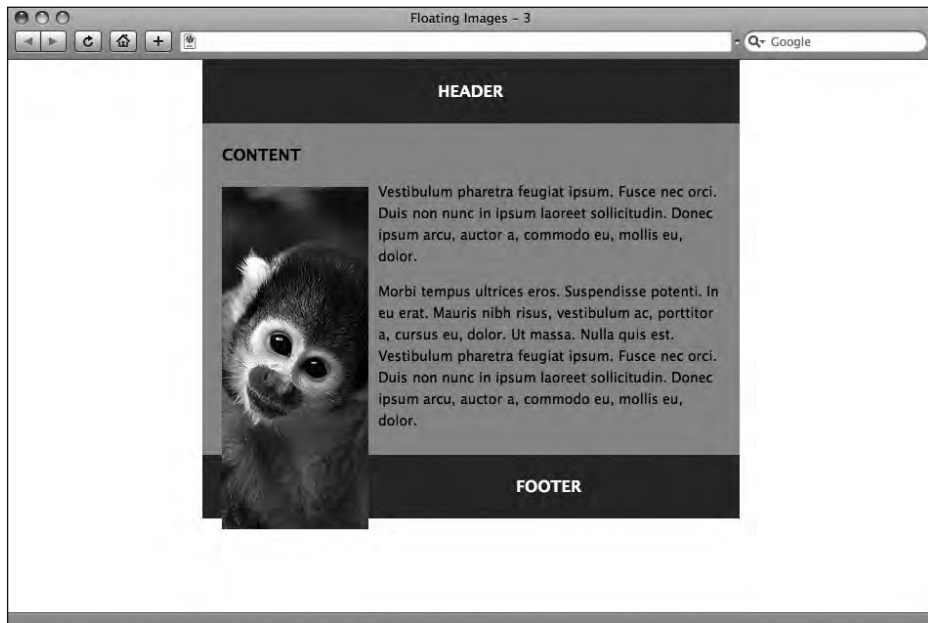 Floating Images – 3
Google
HEADER
CONTENT
Vestibulum pharetra feugiat ipsum. Fusce nec orci.
Duis non nunc in ipsum laoreet sollicitudin. Donec
ipsum arcu, auctor a, commodo eu, mollis eu,
dolor.
Morbi tempus ultrices eros. Suspendisse potenti. In
eu erat. Mauris nibh risus, vestibulum ac, porttitor
a, cursus eu, dolor. Ut massa. Nulla quis est.
Vestibulum pharetra feugiat ipsum. Fusce nec orci.
Duis non nunc in ipsum laoreet sollicitudin. Donec
ipsum arcu, auctor a, commodo eu, mollis eu,
dolor.
FOOTER